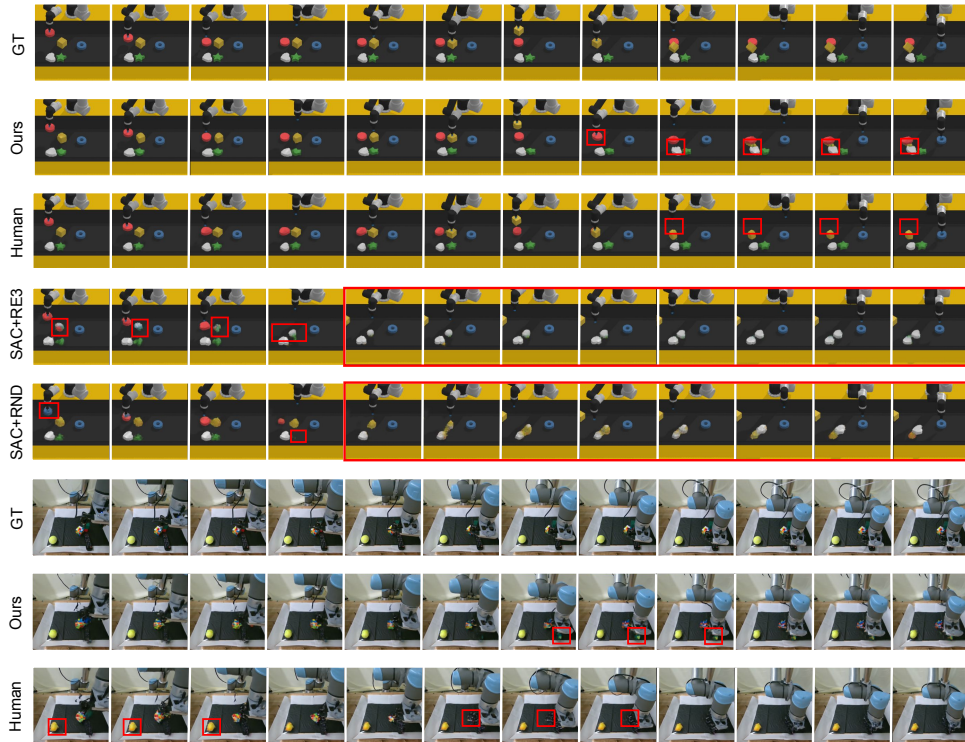 GT
Ours
Human
SAC+RE3
SAC+RND
GT
Ours
Human